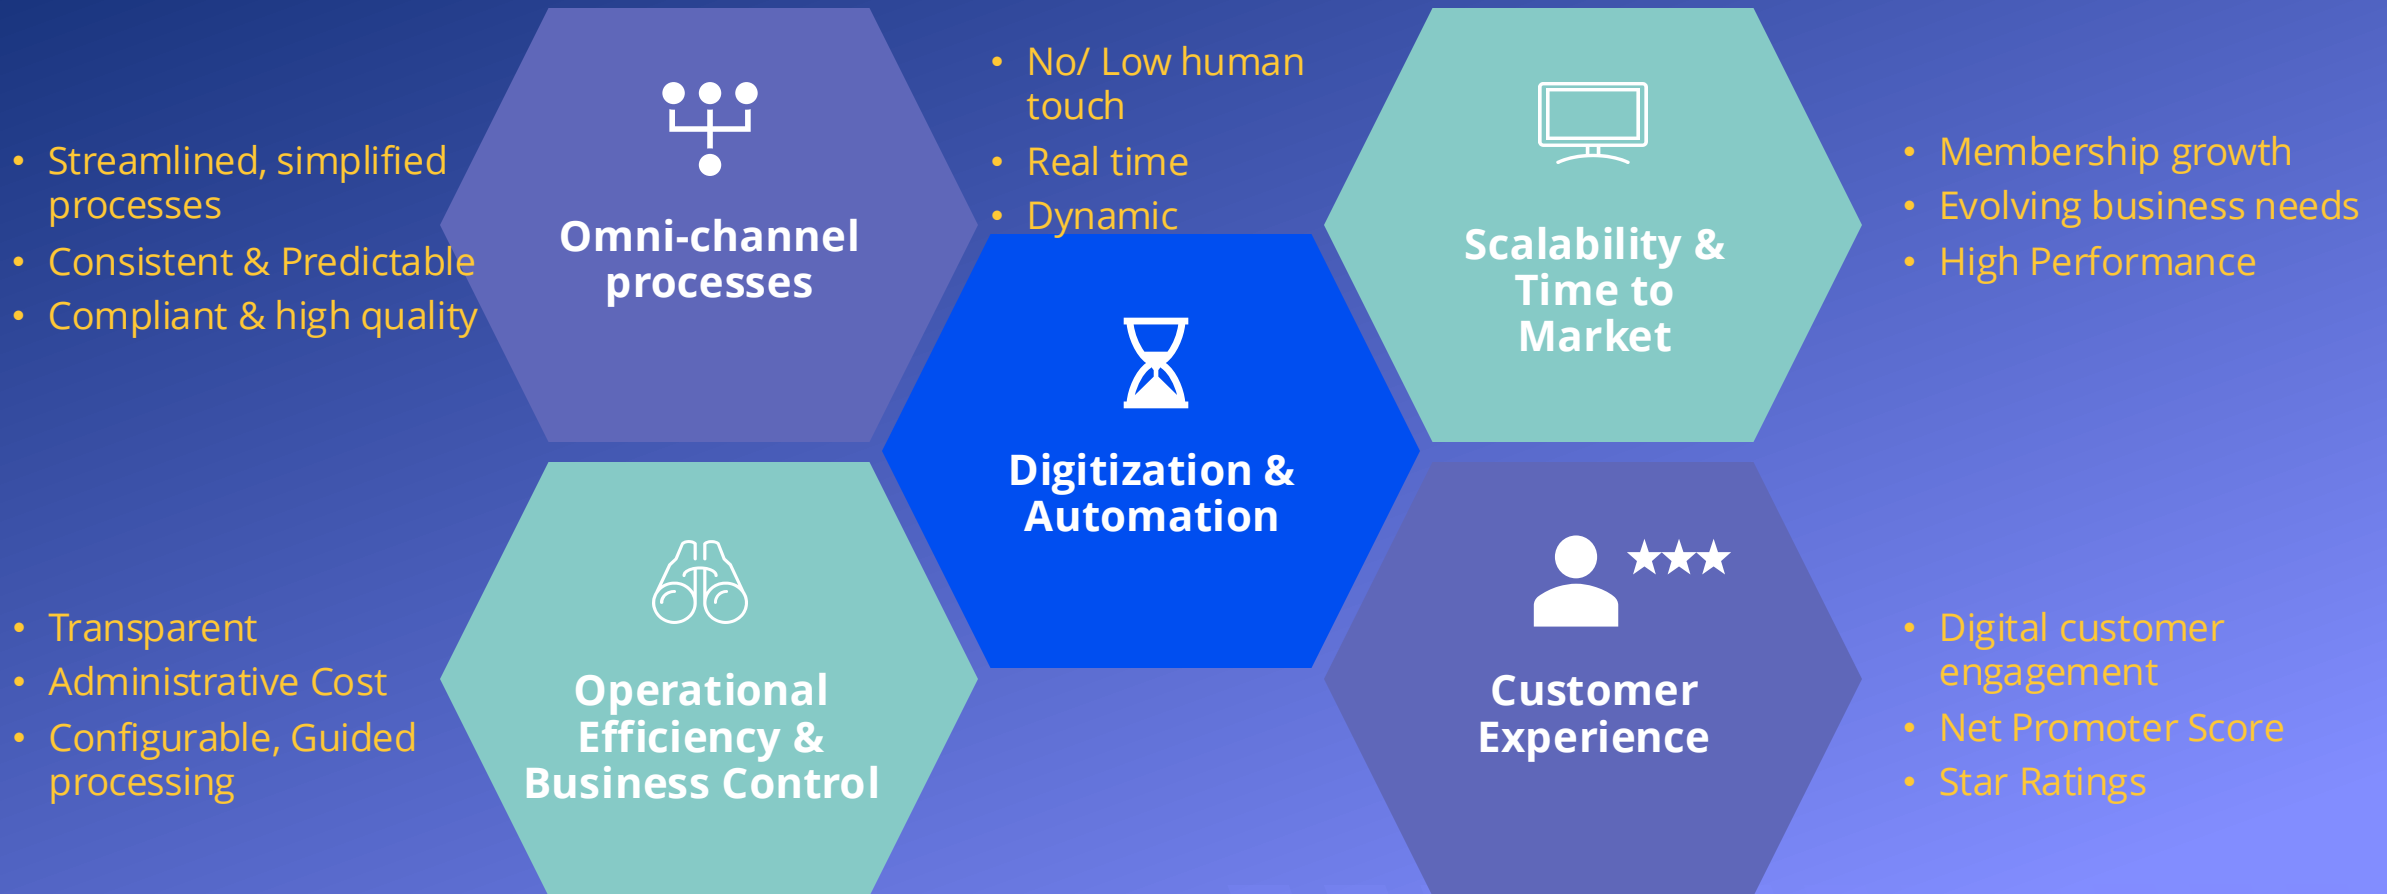 • Streamlined, simplified
processes
• Consistent & Predictable
• Compliant & high quality
Omni-channel
processes
• No/ Low human
touch
• Real time
• Dynamic
Digitization &
Automation
Scalability &
Time to
Market
• Membership growth
• Evolving business needs
• High Performance
• Transparent
• Administrative Cost
• Configurable, Guided
processing
Operational
Efficiency &
Business Control
Customer
Experience
• Digital customer
engagement
• Net Promoter Score
• Star Ratings